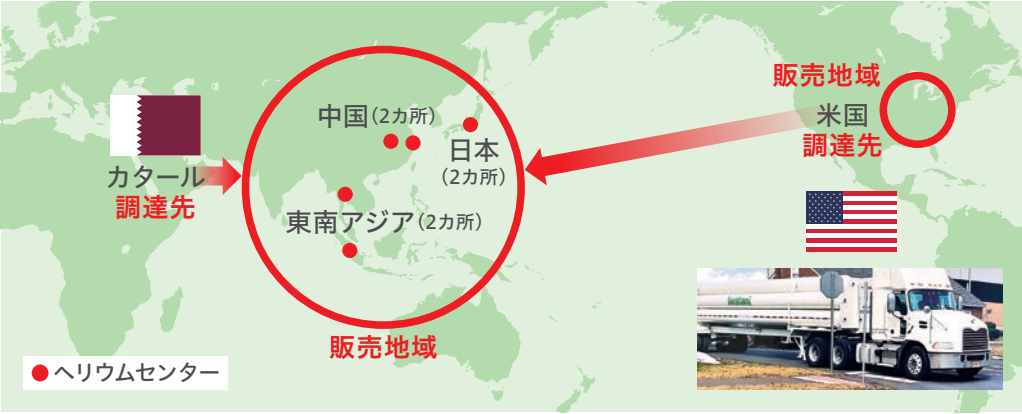 販売地域
中国(2カ所)
米国
調達先
日本
(2カ所)
カタール
調達先
東南アジア(2カ所)
販売地域
ヘリウムセンター